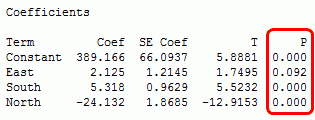 Coefficients
Term Coef SE Coef T P
Constant 389.166 66.0937 5.8881 0.000
East 2.125 1.2145 1.7495 0.092
South 5.318 0.9629 5.5232 0.000
North -24.132 1.8685 -12.9153 0.000